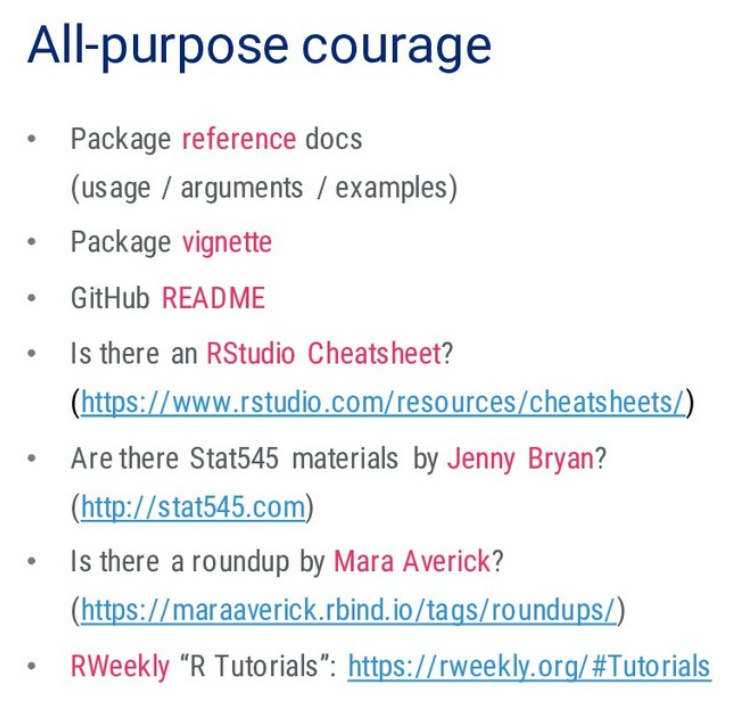 All-purpose courage
• Package reference docs
(usage / arguments / examples)
• Package vignette
• GitHub README
• Is there an RStudio Cheatsheet?
(https://www.rstudio.com/resources/cheatsheets/)
• Are there Stat545 materials by Jenny Bryan?
(http://stat545.com)
• Is there a roundup by Mara Averick?
(https://maraaverick.rbind.io/tags/roundups/)
• RWeekly “R Tutorials”: https://rweekly.org/#Tutorials